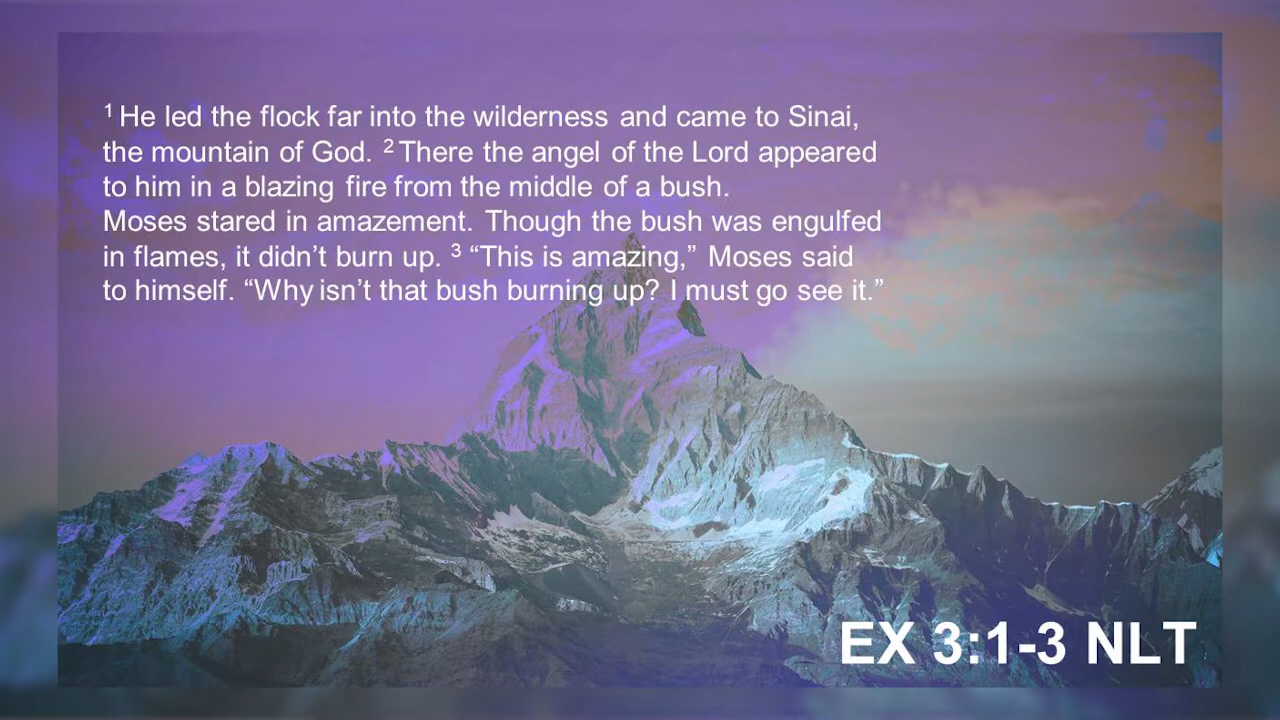 ¹ He led the flock far into the wilderness and came to Sinai,
the mountain of God. ² There the angel of the Lord appeared
to him in a blazing fire from the middle of a bush.
Moses stared in amazement. Though the bush was engulfed
in flames, it didn’t burn up. ³ “This is amazing,” Moses said
to himself. “Why isn’t that bush burning up? I must go see it.”
EX 3:1-3 NLT